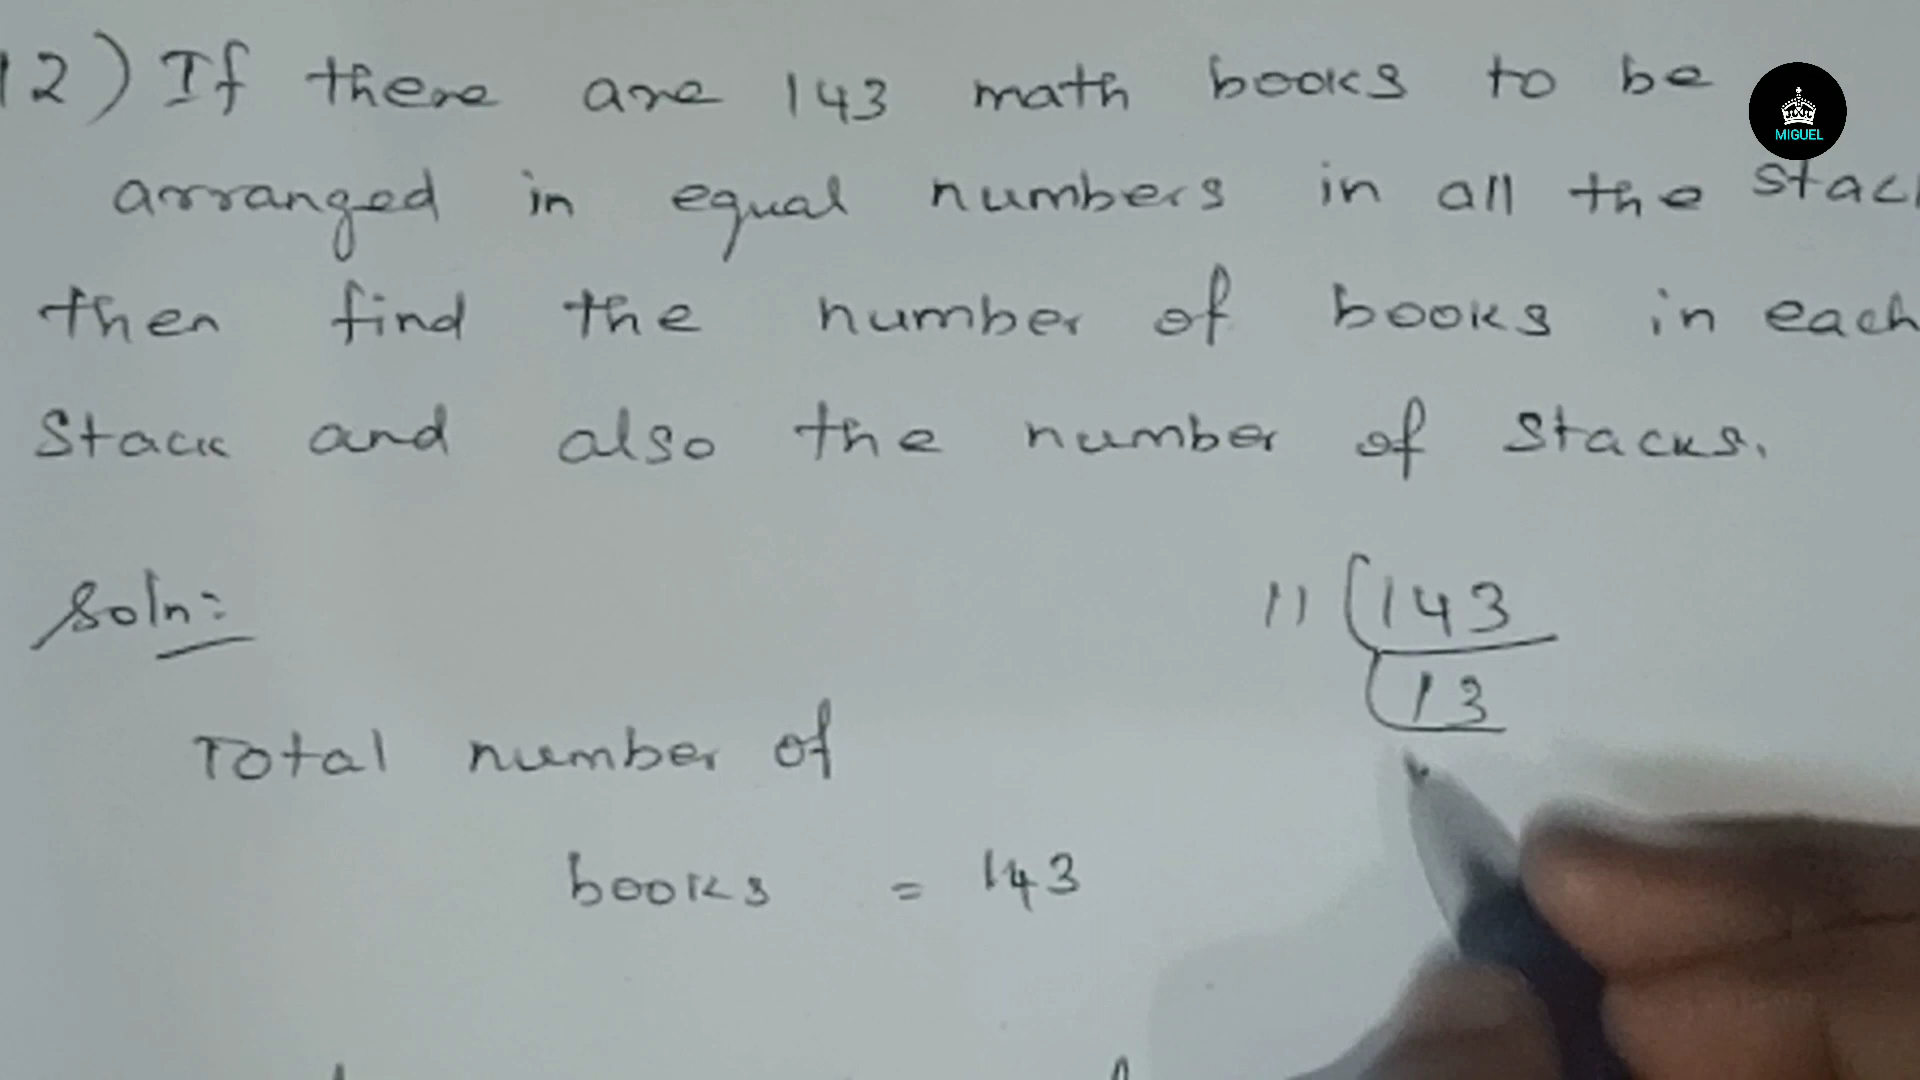 12) If there are 143 math books to be
MIGUEL
arranged in equal numbers in all the stac
then find the number of books in each
Stack and also the number of stacks.
Soln:
11 143
13
Total number of
books = 143